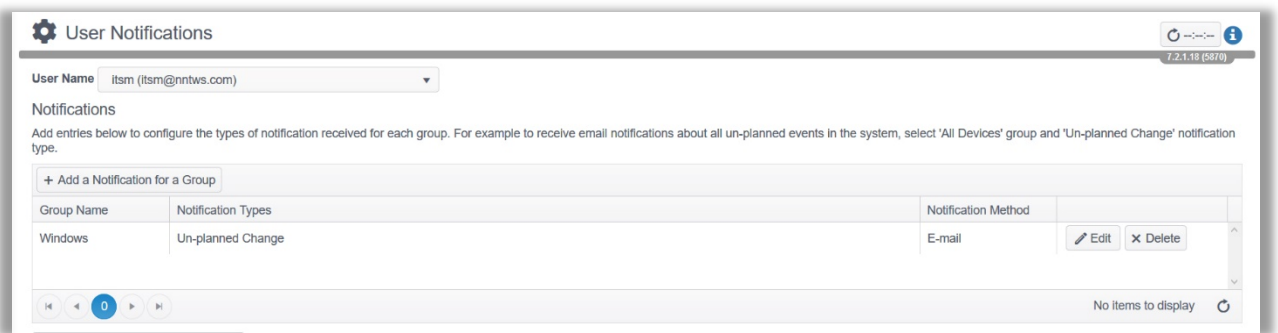 User Notifications
--:--:--
7.2.1.18 (5870)
User Name itsm (itsm@nntws.com)
Notifications
Add entries below to configure the types of notification received for each group. For example to receive email notifications about all un-planned events in the system, select 'All Devices' group and 'Un-planned Change' notification
type.
+ Add a Notification for a Group
Group Name Notification Types Notification Method
Windows Un-planned Change E-mail Edit Delete
0 No items to display